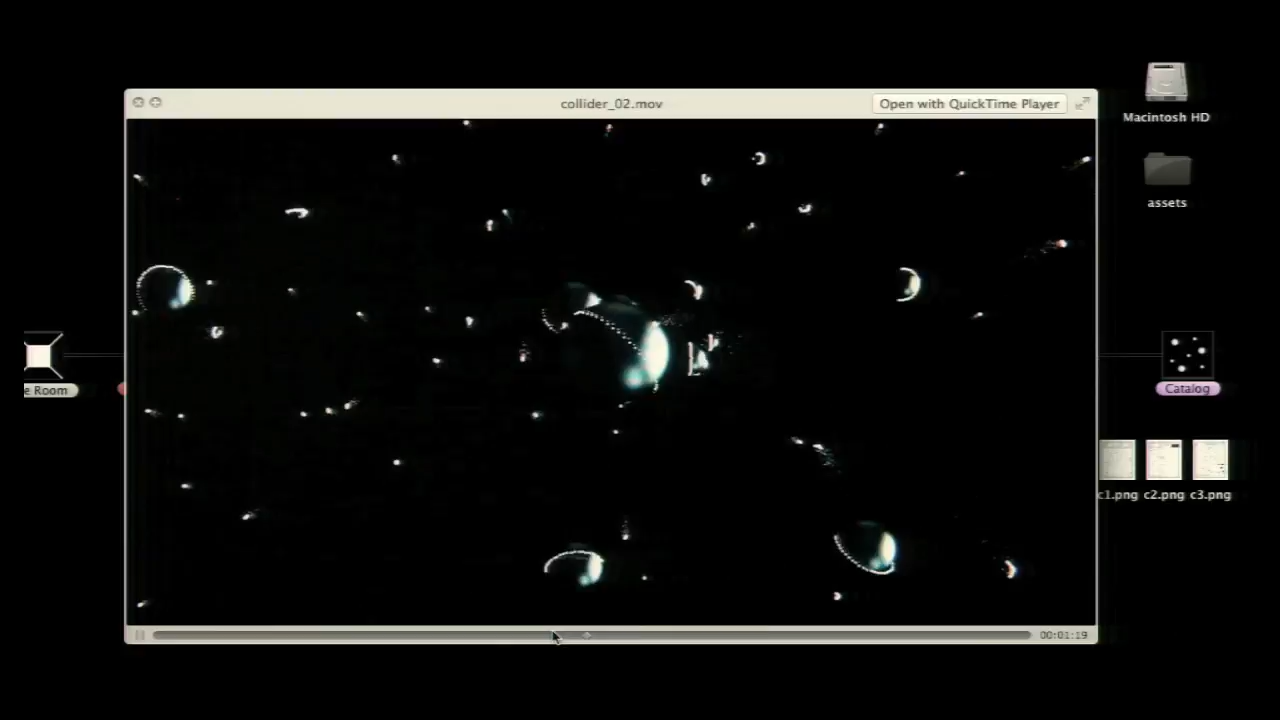 collider_02.mov
Open with QuickTime Player
Macintosh HD
assets
e Room
Catalog
c1.png c2.png c3.png
00:01:19